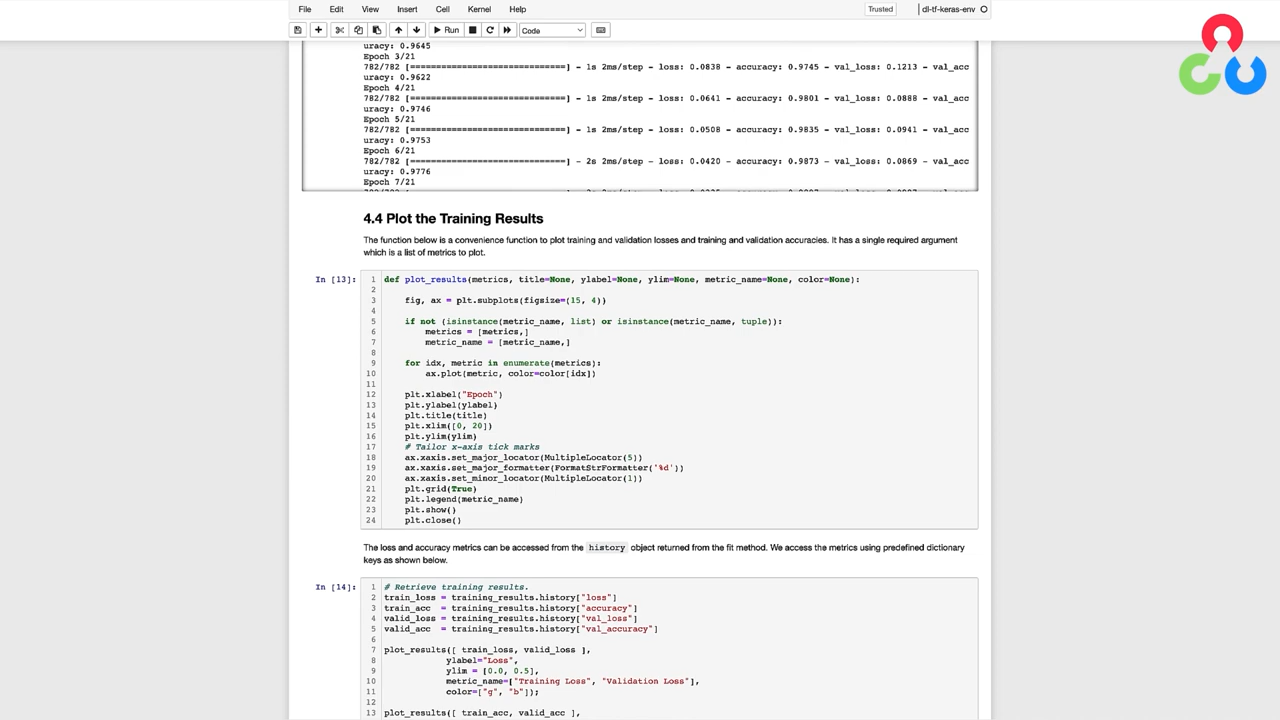 File Edit View Insert Cell Kernel Help Trusted dl-tf-keras-env
Run Code
uracy: 0.9645
Epoch 3/21
782/782 [==============================] - 1s 2ms/step - loss: 0.0838 - accuracy: 0.9745 - val_loss: 0.1213 - val_acc
uracy: 0.9622
Epoch 4/21
782/782 [==============================] - 1s 2ms/step - loss: 0.0641 - accuracy: 0.9801 - val_loss: 0.0888 - val_acc
uracy: 0.9746
Epoch 5/21
782/782 [==============================] - 1s 2ms/step - loss: 0.0508 - accuracy: 0.9835 - val_loss: 0.0941 - val_acc
uracy: 0.9753
Epoch 6/21
782/782 [==============================] - 2s 2ms/step - loss: 0.0420 - accuracy: 0.9873 - val_loss: 0.0869 - val_acc
uracy: 0.9776
Epoch 7/21
4.4 Plot the Training Results
The function below is a convenience function to plot training and validation losses and training and validation accuracies. It has a single required argument
which is a list of metrics to plot.
In [13]: 1 def plot_results(metrics, title=None, ylabel=None, ylim=None, metric_name=None, color=None):
2
3 fig, ax = plt.subplots(figsize=(15, 4))
4
5 if not (isinstance(metric_name, list) or isinstance(metric_name, tuple)):
6 metrics = [metrics,]
7 metric_name = [metric_name,]
8
9 for idx, metric in enumerate(metrics):
10 ax.plot(metric, color=color[idx])
11
12 plt.xlabel("Epoch")
13 plt.ylabel(ylabel)
14 plt.title(title)
15 plt.xlim([0, 20])
16 plt.ylim(ylim)
17 # Tailor x-axis tick marks
18 ax.xaxis.set_major_locator(MultipleLocator(5))
19 ax.xaxis.set_major_formatter(FormatStrFormatter('%d'))
20 ax.xaxis.set_minor_locator(MultipleLocator(1))
21 plt.grid(True)
22 plt.legend(metric_name)
23 plt.show()
24 plt.close()
The loss and accuracy metrics can be accessed from the history object returned from the fit method. We access the metrics using predefined dictionary
keys as shown below.
In [14]: 1 # Retrieve training results.
2 train_loss = training_results.history["loss"]
3 train_acc = training_results.history["accuracy"]
4 valid_loss = training_results.history["val_loss"]
5 valid_acc = training_results.history["val_accuracy"]
6
7 plot_results([ train_loss, valid_loss ],
8 ylabel="Loss",
9 ylim = [0.0, 0.5],
10 metric_name=["Training Loss", "Validation Loss"],
11 color=["g", "b"]);
12
13 plot_results([ train_acc, valid_acc ],